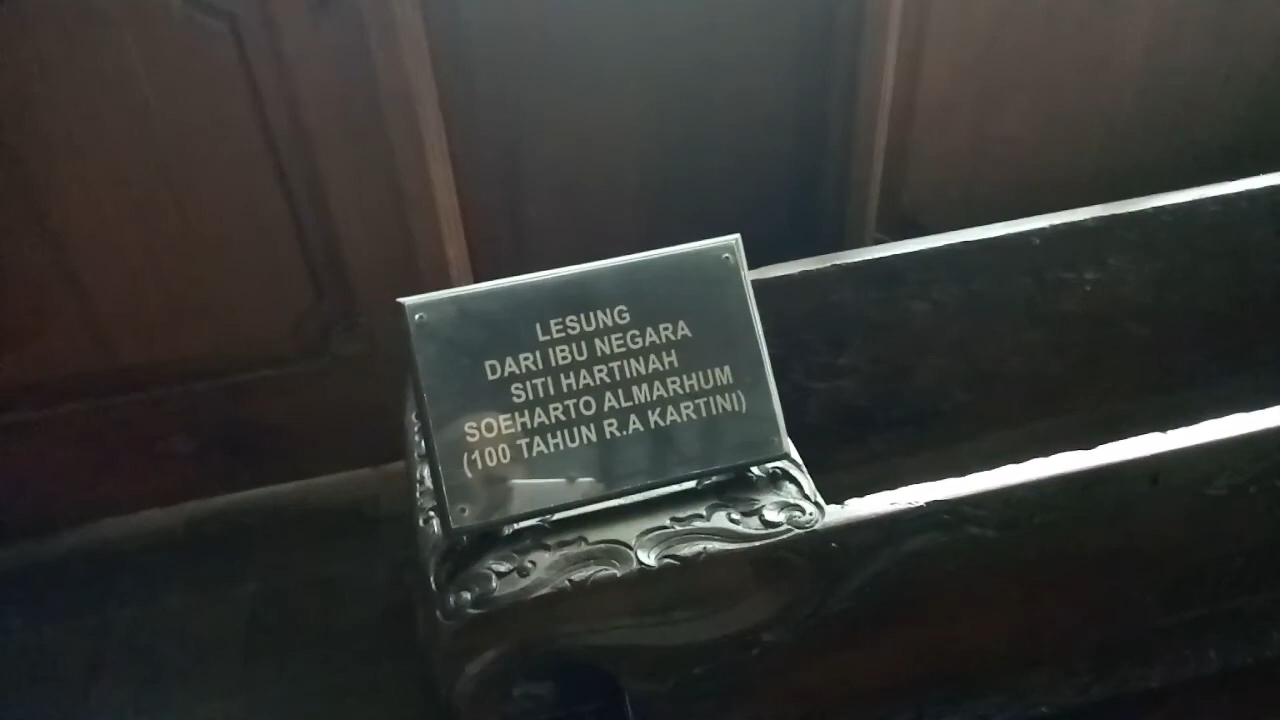 LESUNG
DARI IBU NEGARA
SITI HARTINAH
SOEHARTO ALMARHUM
(100 TAHUN R.A KARTINI)